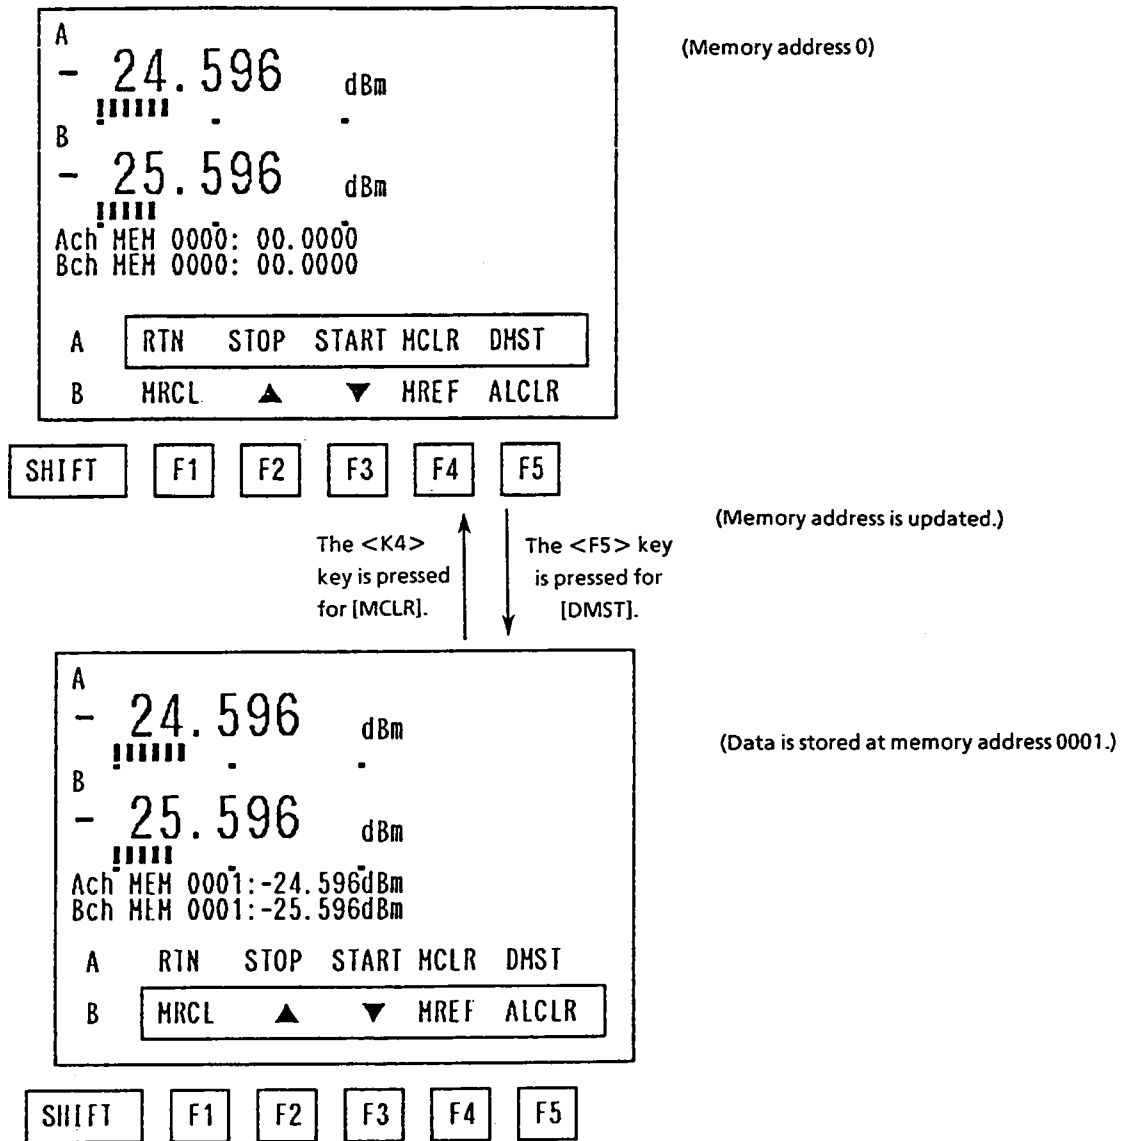 A
- 24.596 dBm
(Memory address 0)
B
- 25.596 dBm
Ach MEM 0000: 00.0000
Bch MEM 0000: 00.0000
A RTN STOP START MCLR DMST
B MRCL ▲ ▼ MREF ALCLR
SHIFT F1 F2 F3 F4 F5
(Memory address is updated.)
The <K4>
key is pressed
for [MCLR].
The <F5> key
is pressed for
[DMST].
A
- 24.596 dBm
(Data is stored at memory address 0001.)
B
- 25.596 dBm
Ach MEM 0001:-24.596dBm
Bch MEM 0001:-25.596dBm
A RTN STOP START MCLR DMST
B MRCL ▲ ▼ MREF ALCLR
SHIFT F1 F2 F3 F4 F5